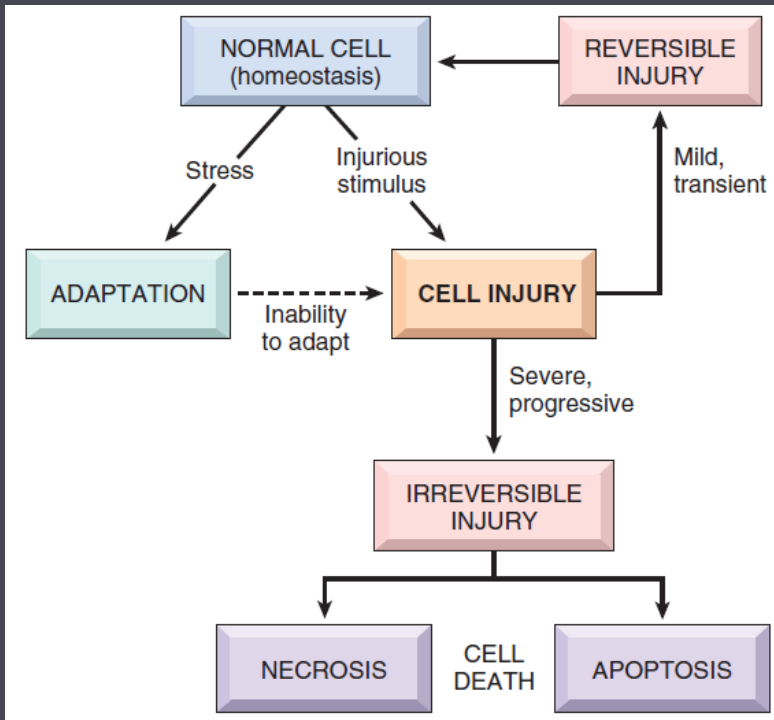 NORMAL CELL
(homeostasis)
REVERSIBLE
INJURY
Stress
Injurious
stimulus
Mild,
transient
ADAPTATION
Inability
to adapt
CELL INJURY
Severe,
progressive
IRREVERSIBLE
INJURY
NECROSIS
CELL
DEATH
APOPTOSIS